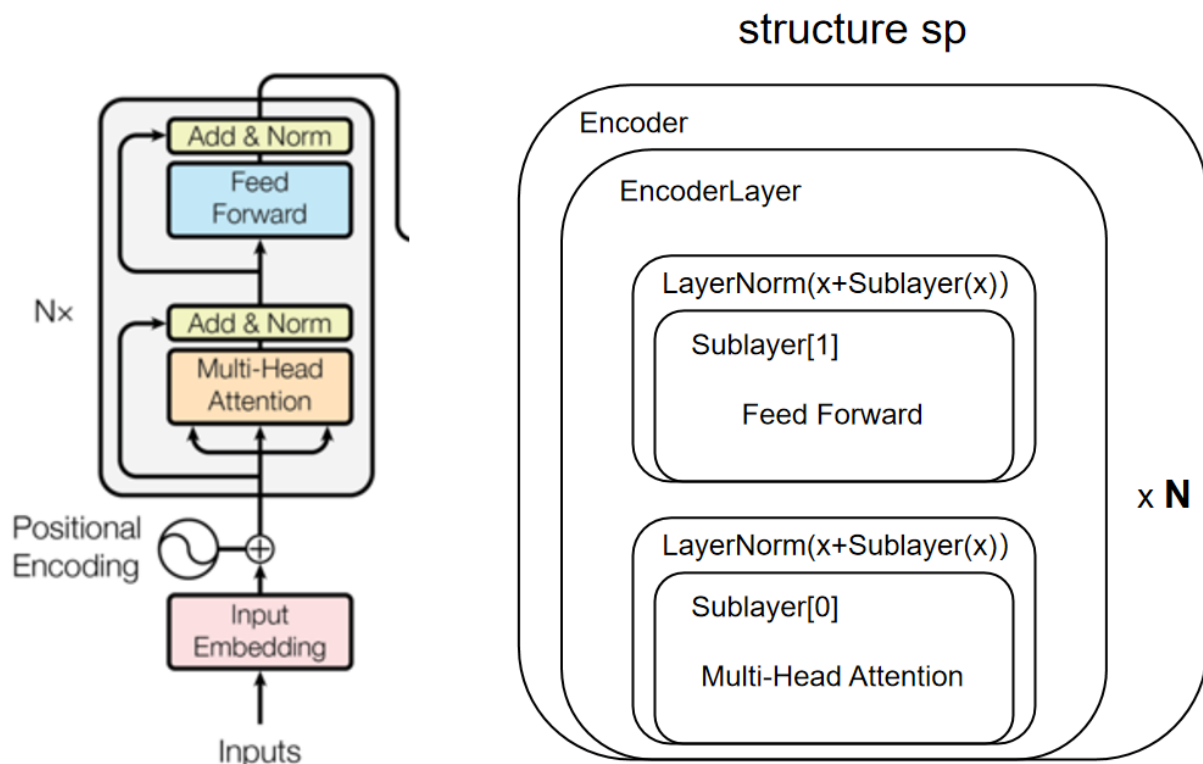 structure sp
Add & Norm
Feed
Forward
N×
Add & Norm
Multi-Head
Attention
Positional
Encoding
Input
Embedding
Inputs
Encoder
EncoderLayer
LayerNorm(x+Sublayer(x))
Sublayer[1]
Feed Forward
x N
LayerNorm(x+Sublayer(x))
Sublayer[0]
Multi-Head Attention